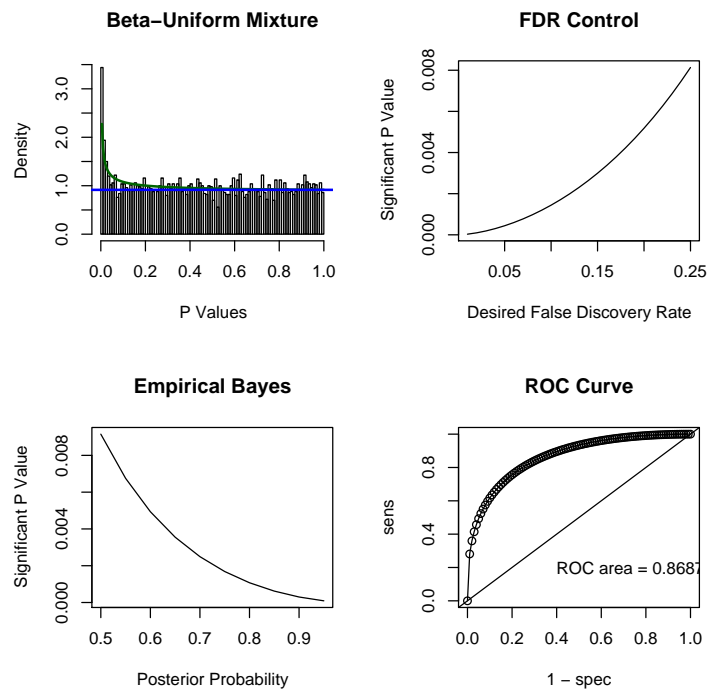 Beta−Uniform Mixture
Density
0.0 1.0 2.0 3.0
0.0 0.2 0.4 0.6 0.8 1.0
P Values
FDR Control
Significant P Value
0.000 0.004 0.008
0.05 0.15 0.25
Desired False Discovery Rate
Empirical Bayes
Significant P Value
0.000 0.004 0.008
0.5 0.6 0.7 0.8 0.9
Posterior Probability
ROC Curve
sens
0.0 0.4 0.8
ROC area = 0.8687
0.0 0.2 0.4 0.6 0.8 1.0
1 − spec